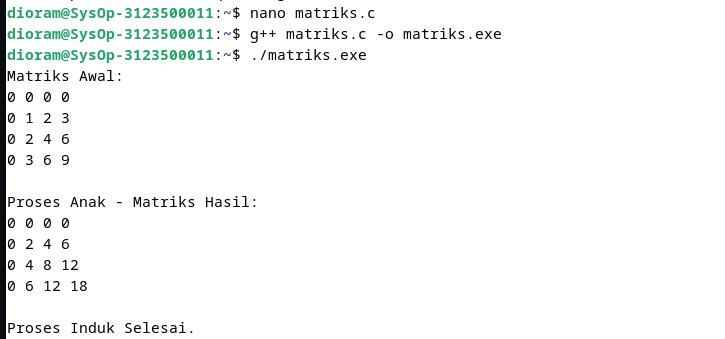 dioram@SysOp-3123500011:~$ nano matriks.c
dioram@SysOp-3123500011:~$ g++ matriks.c -o matriks.exe
dioram@SysOp-3123500011:~$ ./matriks.exe
Matriks Awal:
0 0 0 0
0 1 2 3
0 2 4 6
0 3 6 9
Proses Anak - Matriks Hasil:
0 0 0 0
0 2 4 6
0 4 8 12
0 6 12 18
Proses Induk Selesai.